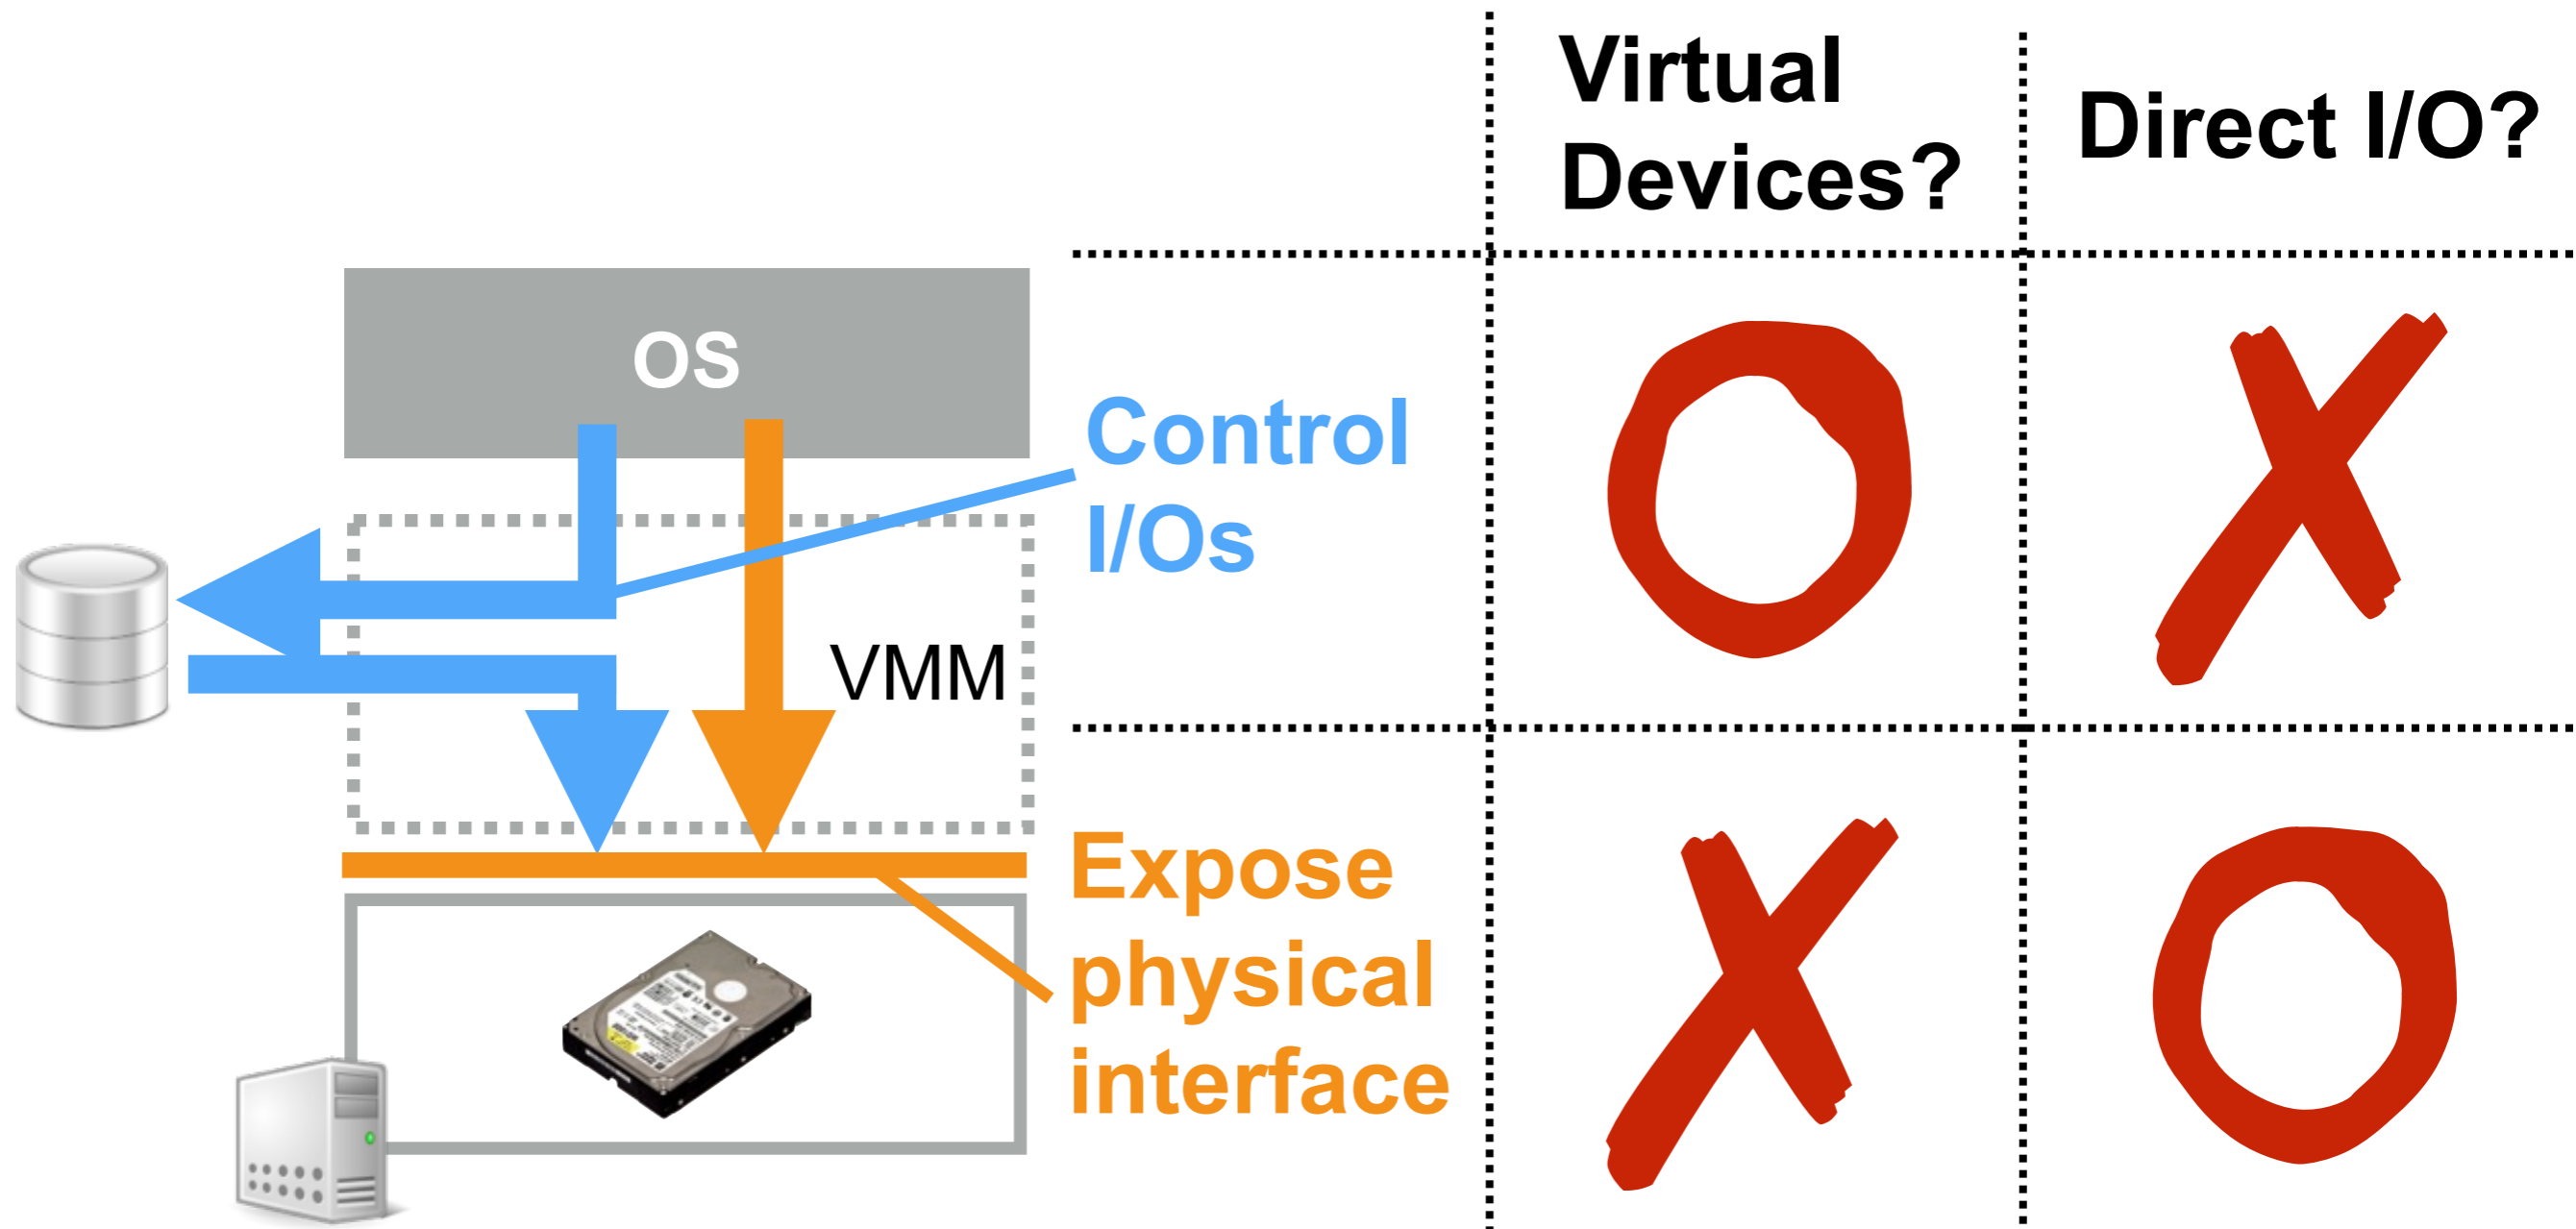 Virtual
Devices?
Direct I/O?
OS
Control
I/Os
VMM
Expose
physical
interface